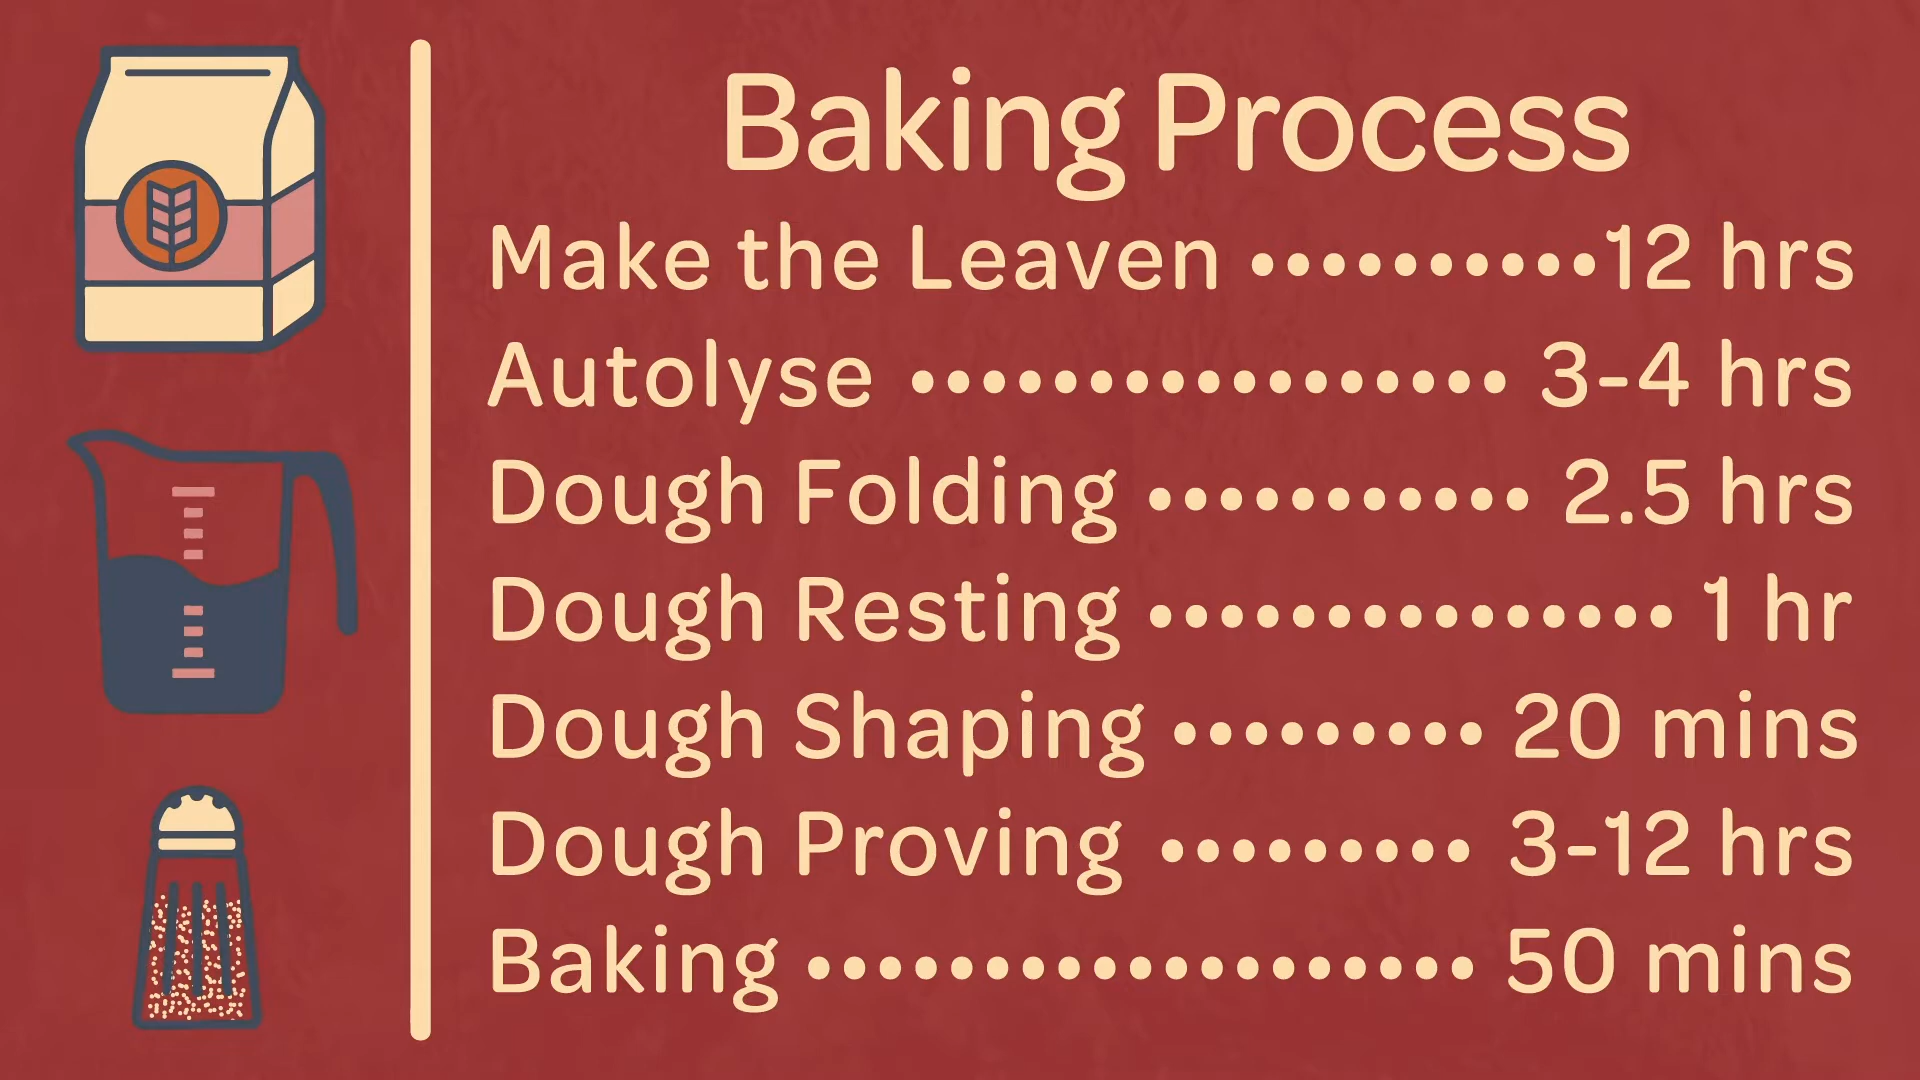 Baking Process
Make the Leaven ••••••••••12 hrs
Autolyse ••••••••••••••••• 3-4 hrs
Dough Folding ••••••••••• 2.5 hrs
Dough Resting ••••••••••••••• 1 hr
Dough Shaping ••••••••• 20 mins
Dough Proving ••••••••• 3-12 hrs
Baking ••••••••••••••••••• 50 mins